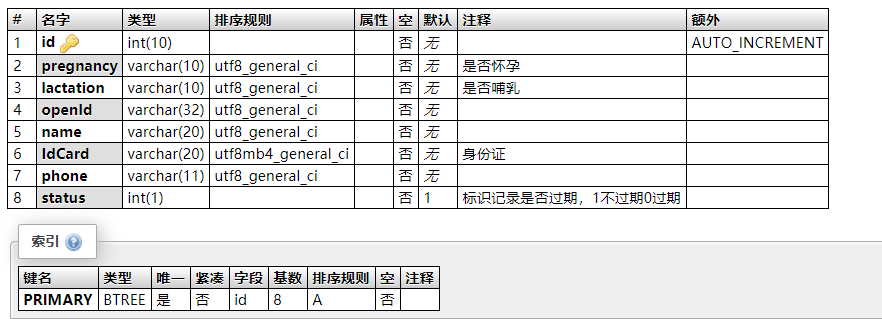 # 名字 类型 排序规则 属性 空 默认 注释 额外
1 id int(10) 否 无 AUTO_INCREMENT
2 pregnancy varchar(10) utf8_general_ci 否 无 是否怀孕
3 lactation varchar(10) utf8_general_ci 否 无 是否哺乳
4 openId varchar(32) utf8_general_ci 否 无
5 name varchar(20) utf8_general_ci 否 无
6 IdCard varchar(20) utf8mb4_general_ci 否 无 身份证
7 phone varchar(11) utf8_general_ci 否 无
8 status int(1) 否 1 标识记录是否过期，1不过期0过期
索引
键名 类型 唯一 紧凑 字段 基数 排序规则 空 注释
PRIMARY BTREE 是 否 id 8 A 否